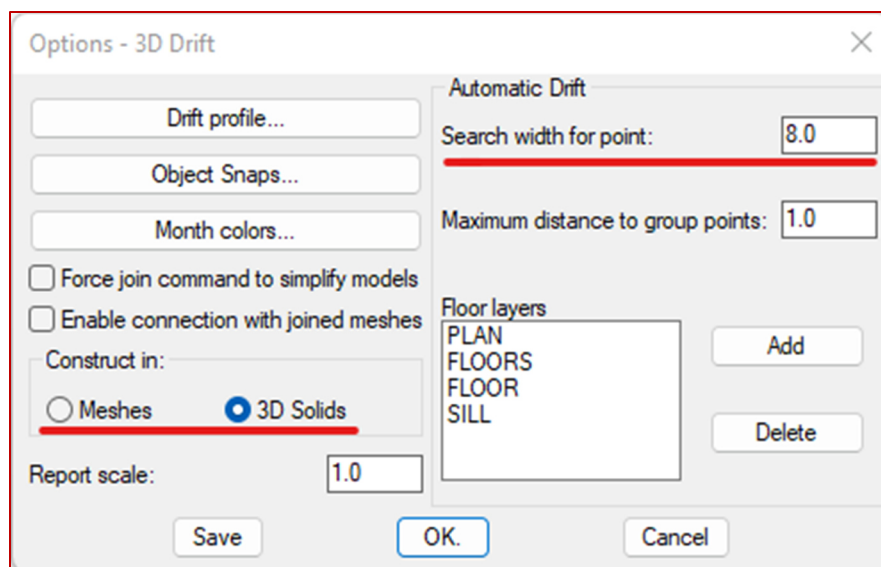 Options - 3D Drift
Drift profile...
Object Snaps...
Month colors...
Force join command to simplify models
Enable connection with joined meshes
Construct in:
Meshes
3D Solids
Report scale:
1.0
Automatic Drift
Search width for point:
8.0
Maximum distance to group points:
1.0
Floor layers
PLAN
FLOORS
FLOOR
SILL
Add
Delete
Save
OK.
Cancel